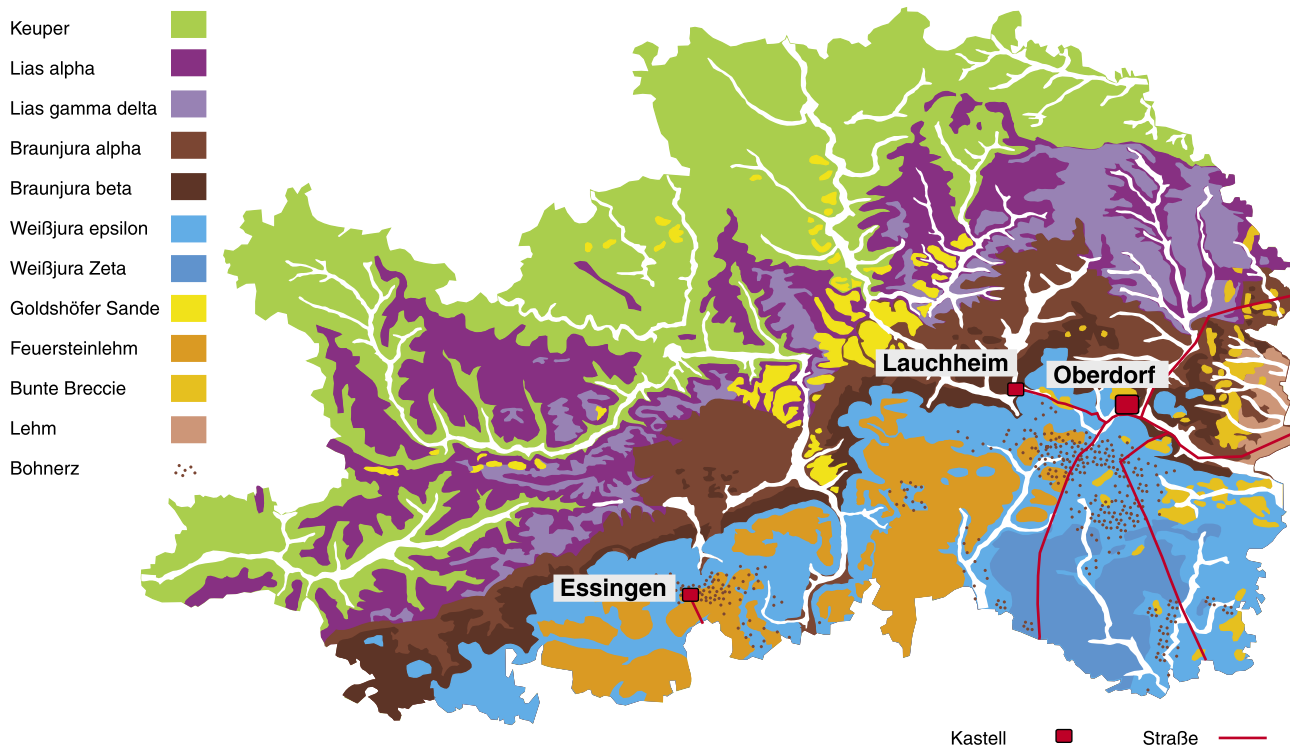 Keuper
Lias alpha
Lias gamma delta
Braunjura alpha
Braunjura beta
Weißjura epsilon
Weißjura Zeta
Goldshöfer Sande
Feuersteinlehm
Bunte Breccie
Lehm
Bohnerz
Lauchheim
Oberdorf
Essingen
Kastell
Straße